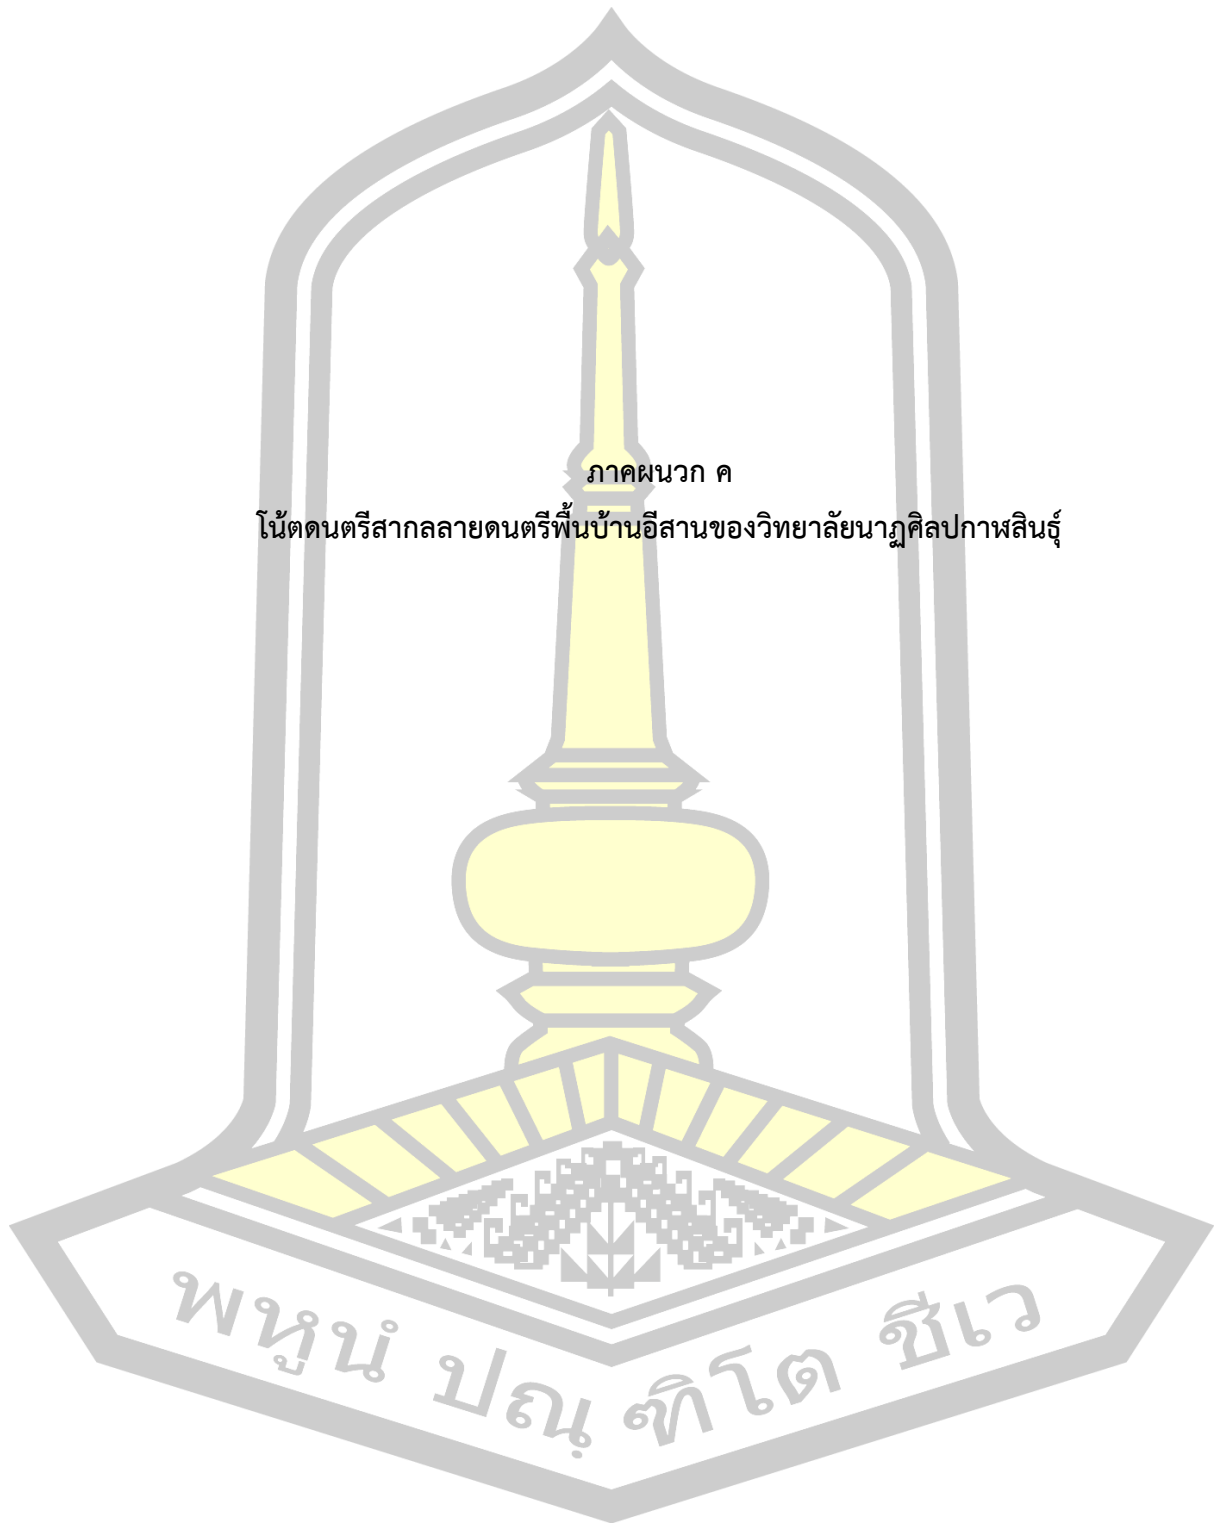 ภาคผนวก ค
โน้ตดนตรีสากลลายดนตรีพื้นบ้านอีสานของวิทยาลัยนาฏศิลปกาฬสินธุ์
พหูนํ ปณฺฑิโต ชีเว